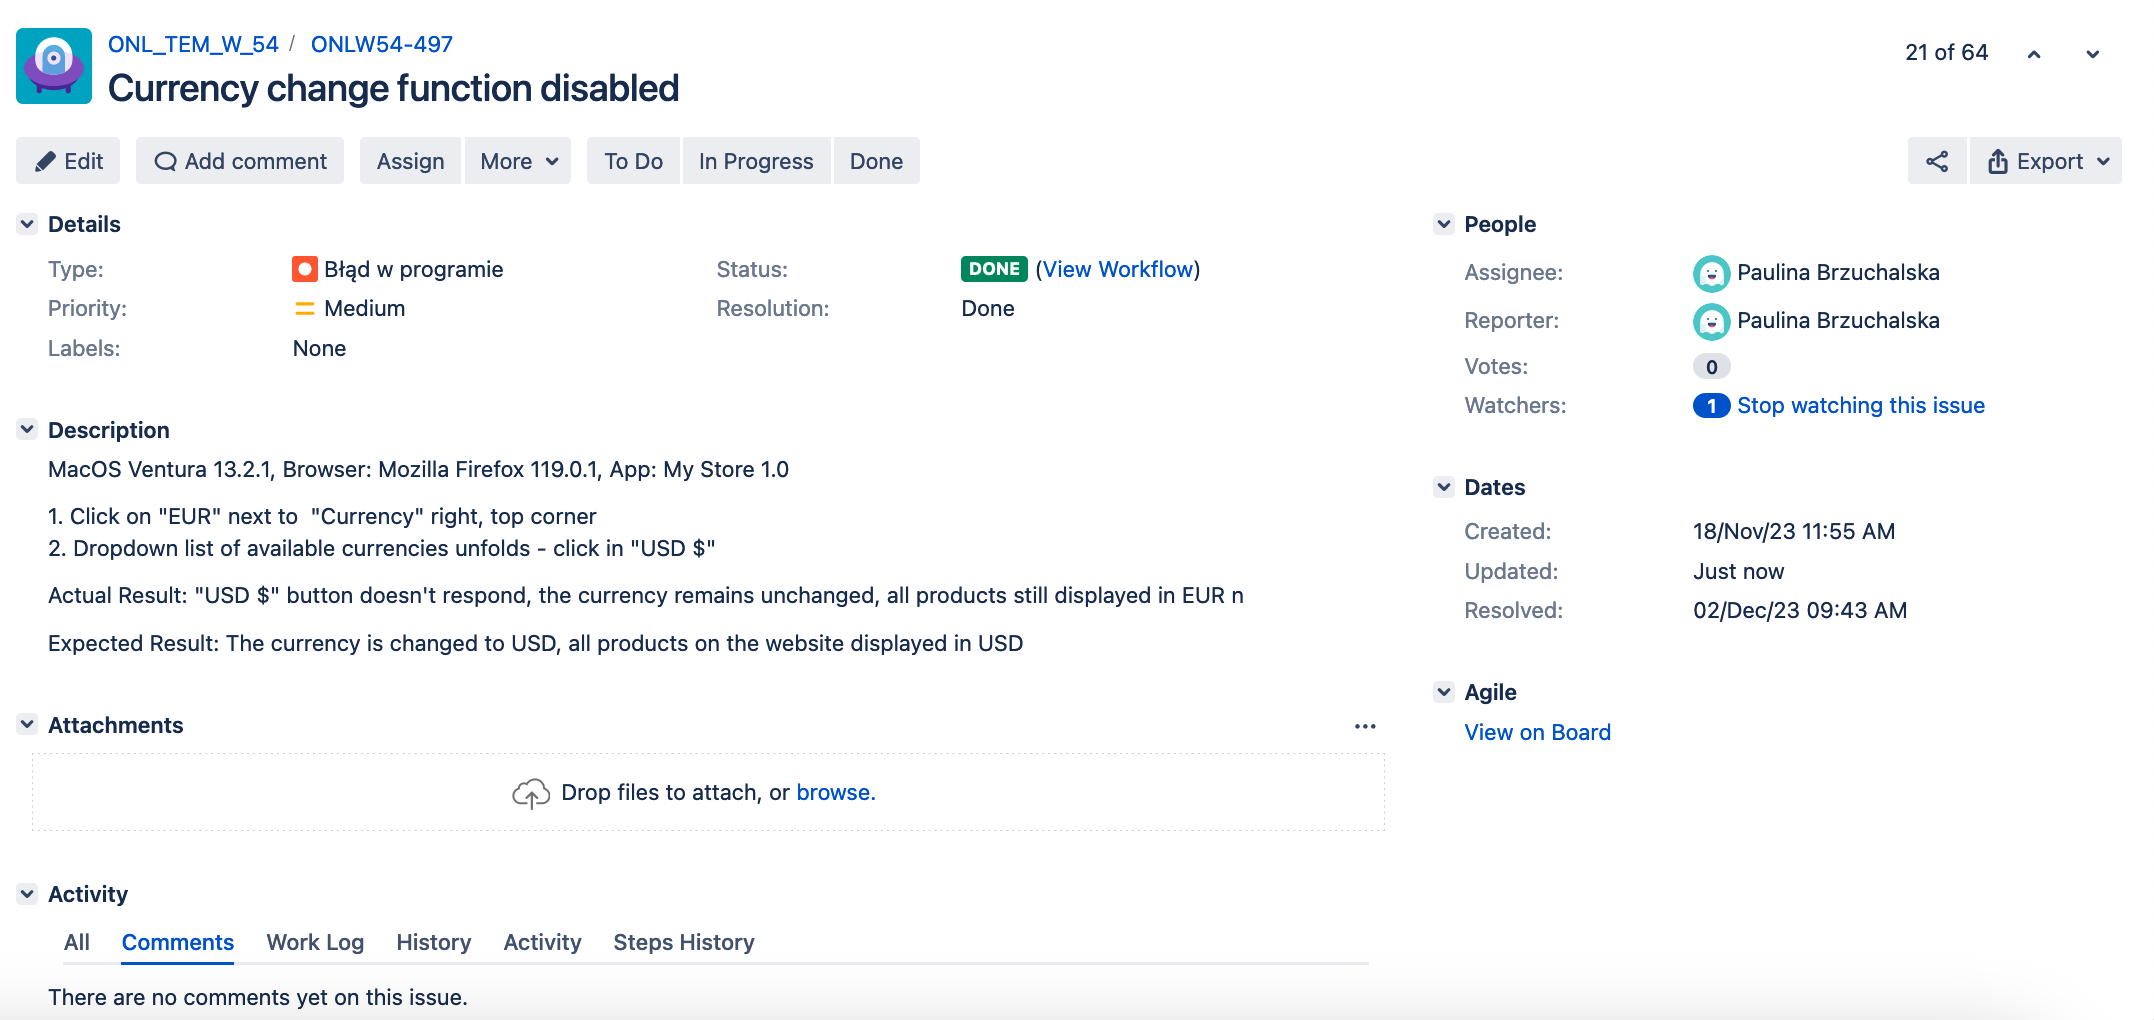 ONL_TEM_W_54 / ONLW54-497
Currency change function disabled
21 of 64
Edit Add comment Assign More To Do In Progress Done Export
Details
Type: Błąd w programie Status: DONE (View Workflow)
Priority: Medium Resolution: Done
Labels: None
Description
MacOS Ventura 13.2.1, Browser: Mozilla Firefox 119.0.1, App: My Store 1.0
1. Click on "EUR" next to  "Currency" right, top corner
2. Dropdown list of available currencies unfolds - click in "USD $"
Actual Result: "USD $" button doesn't respond, the currency remains unchanged, all products still displayed in EUR n
Expected Result: The currency is changed to USD, all products on the website displayed in USD
Attachments
Drop files to attach, or browse.
Activity
All Comments Work Log History Activity Steps History
There are no comments yet on this issue.
People
Assignee: Paulina Brzuchalska
Reporter: Paulina Brzuchalska
Votes: 0
Watchers: 1 Stop watching this issue
Dates
Created: 18/Nov/23 11:55 AM
Updated: Just now
Resolved: 02/Dec/23 09:43 AM
Agile
View on Board